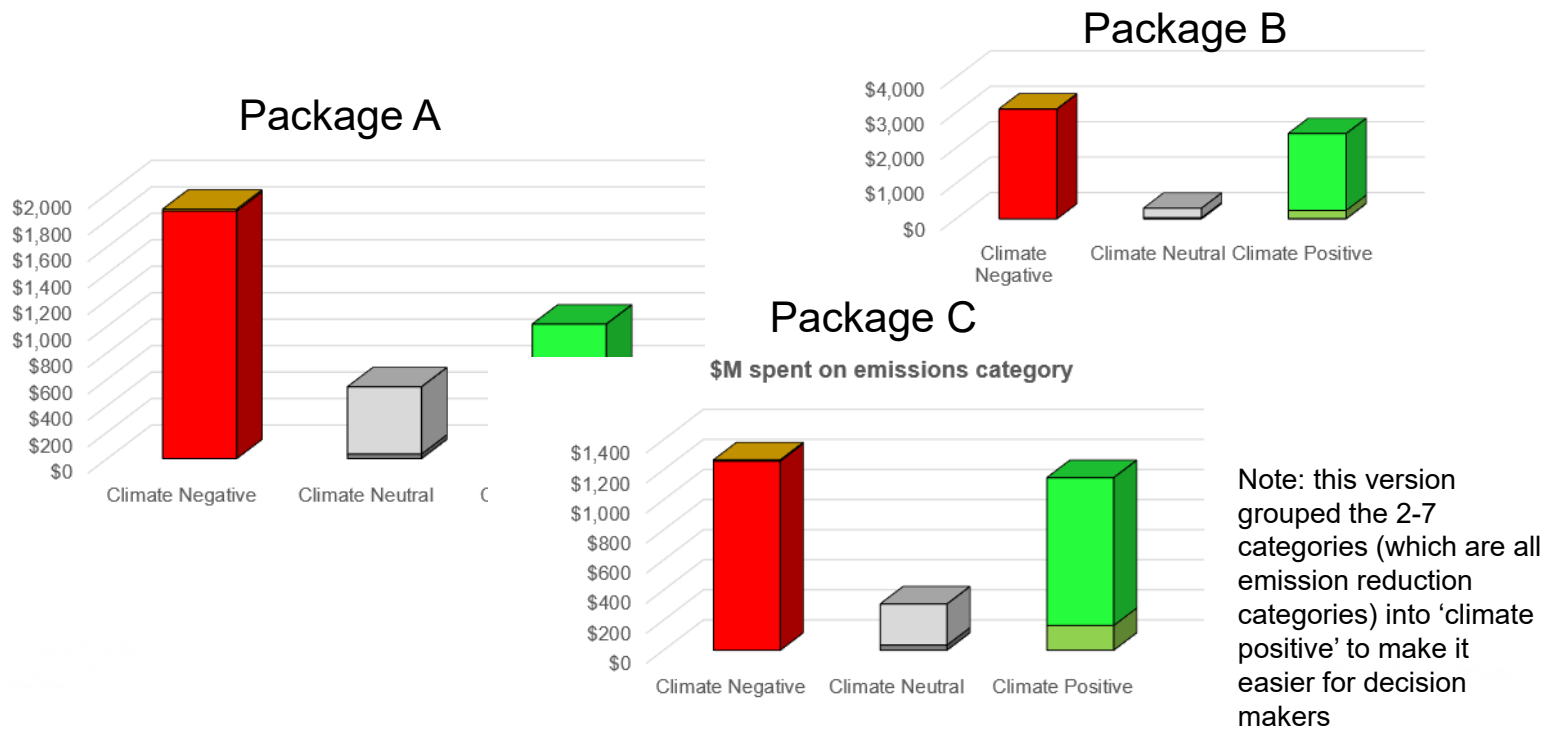 Package A
$2,000
$1,800
$1,600
$1,400
$1,200
$1,000
$800
$600
$400
$200
$0
Climate Negative
Climate Neutral
Package B
$4,000
$3,000
$2,000
$1,000
$0
Climate
Negative
Climate Neutral
Climate Positive
Package C
$M spent on emissions category
$1,400
$1,200
$1,000
$800
$600
$400
$200
$0
Climate Negative
Climate Neutral
Climate Positive
Note: this version
grouped the 2-7
categories (which are all
emission reduction
categories) into ‘climate
positive’ to make it
easier for decision
makers